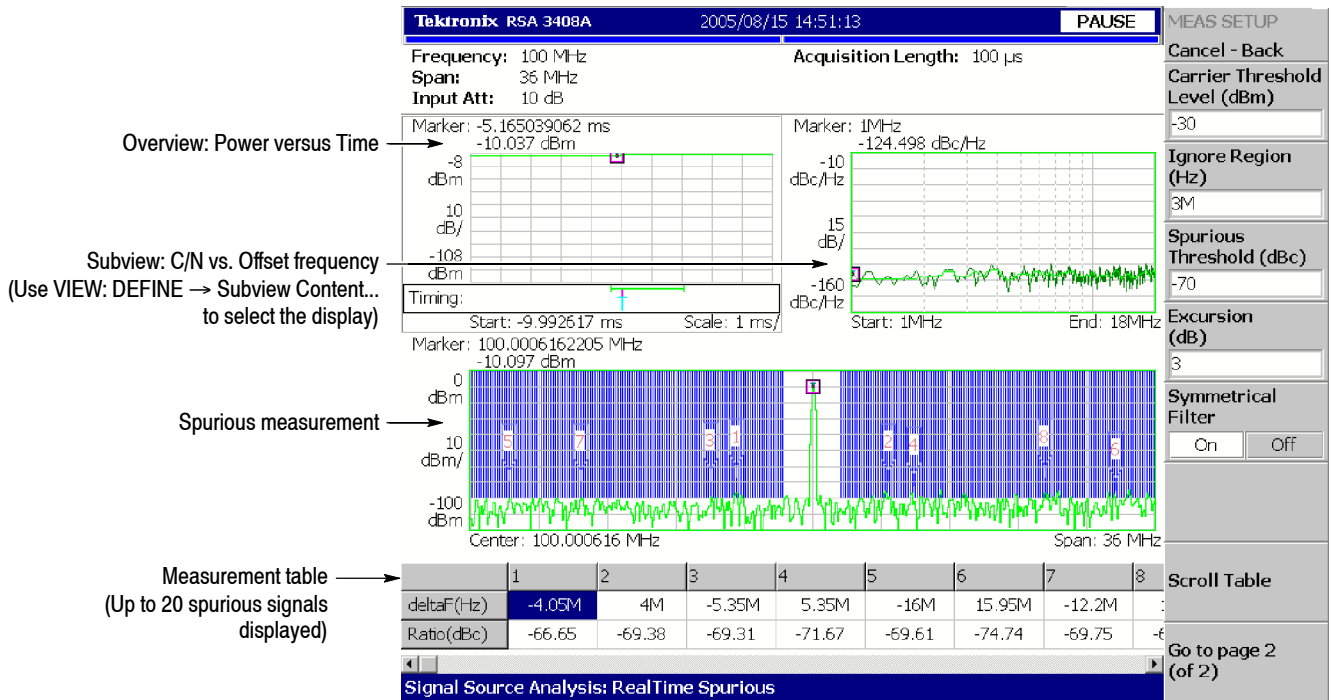 Tektronix RSA 3408A 2005/08/15 14:51:13 PAUSE
Frequency: 100 MHz Acquisition Length: 100 µs
Span: 36 MHz
Input Att: 10 dB
Overview: Power versus Time
Marker: -5.165039062 ms
-10.037 dBm
-8
dBm
10
dB/
-108
dBm
Timing:
Start: -9.992617 ms Scale: 1 ms/
Subview: C/N vs. Offset frequency
(Use VIEW: DEFINE → Subview Content...
to select the display)
Marker: 1MHz
-124.498 dBc/Hz
-10
dBc/Hz
15
dB/
-160
dBc/Hz
Start: 1MHz End: 18MHz
Spurious measurement
Marker: 100.0006162205 MHz
-10.097 dBm
0
dBm
10
dBm/
-100
dBm
5 7 3 1 2 4 8 6
Center: 100.000616 MHz Span: 36 MHz
Measurement table
(Up to 20 spurious signals
displayed)
1 2 3 4 5 6 7 8
deltaF(Hz) -4.05M 4M -5.35M 5.35M -16M 15.95M -12.2M
Ratio(dBc) -66.65 -69.38 -69.31 -71.67 -69.61 -74.74 -69.75
Signal Source Analysis: RealTime Spurious
MEAS SETUP
Cancel - Back
Carrier Threshold
Level (dBm)
-30
Ignore Region
(Hz)
3M
Spurious
Threshold (dBc)
-70
Excursion
(dB)
3
Symmetrical
Filter
On Off
Scroll Table
Go to page 2
(of 2)